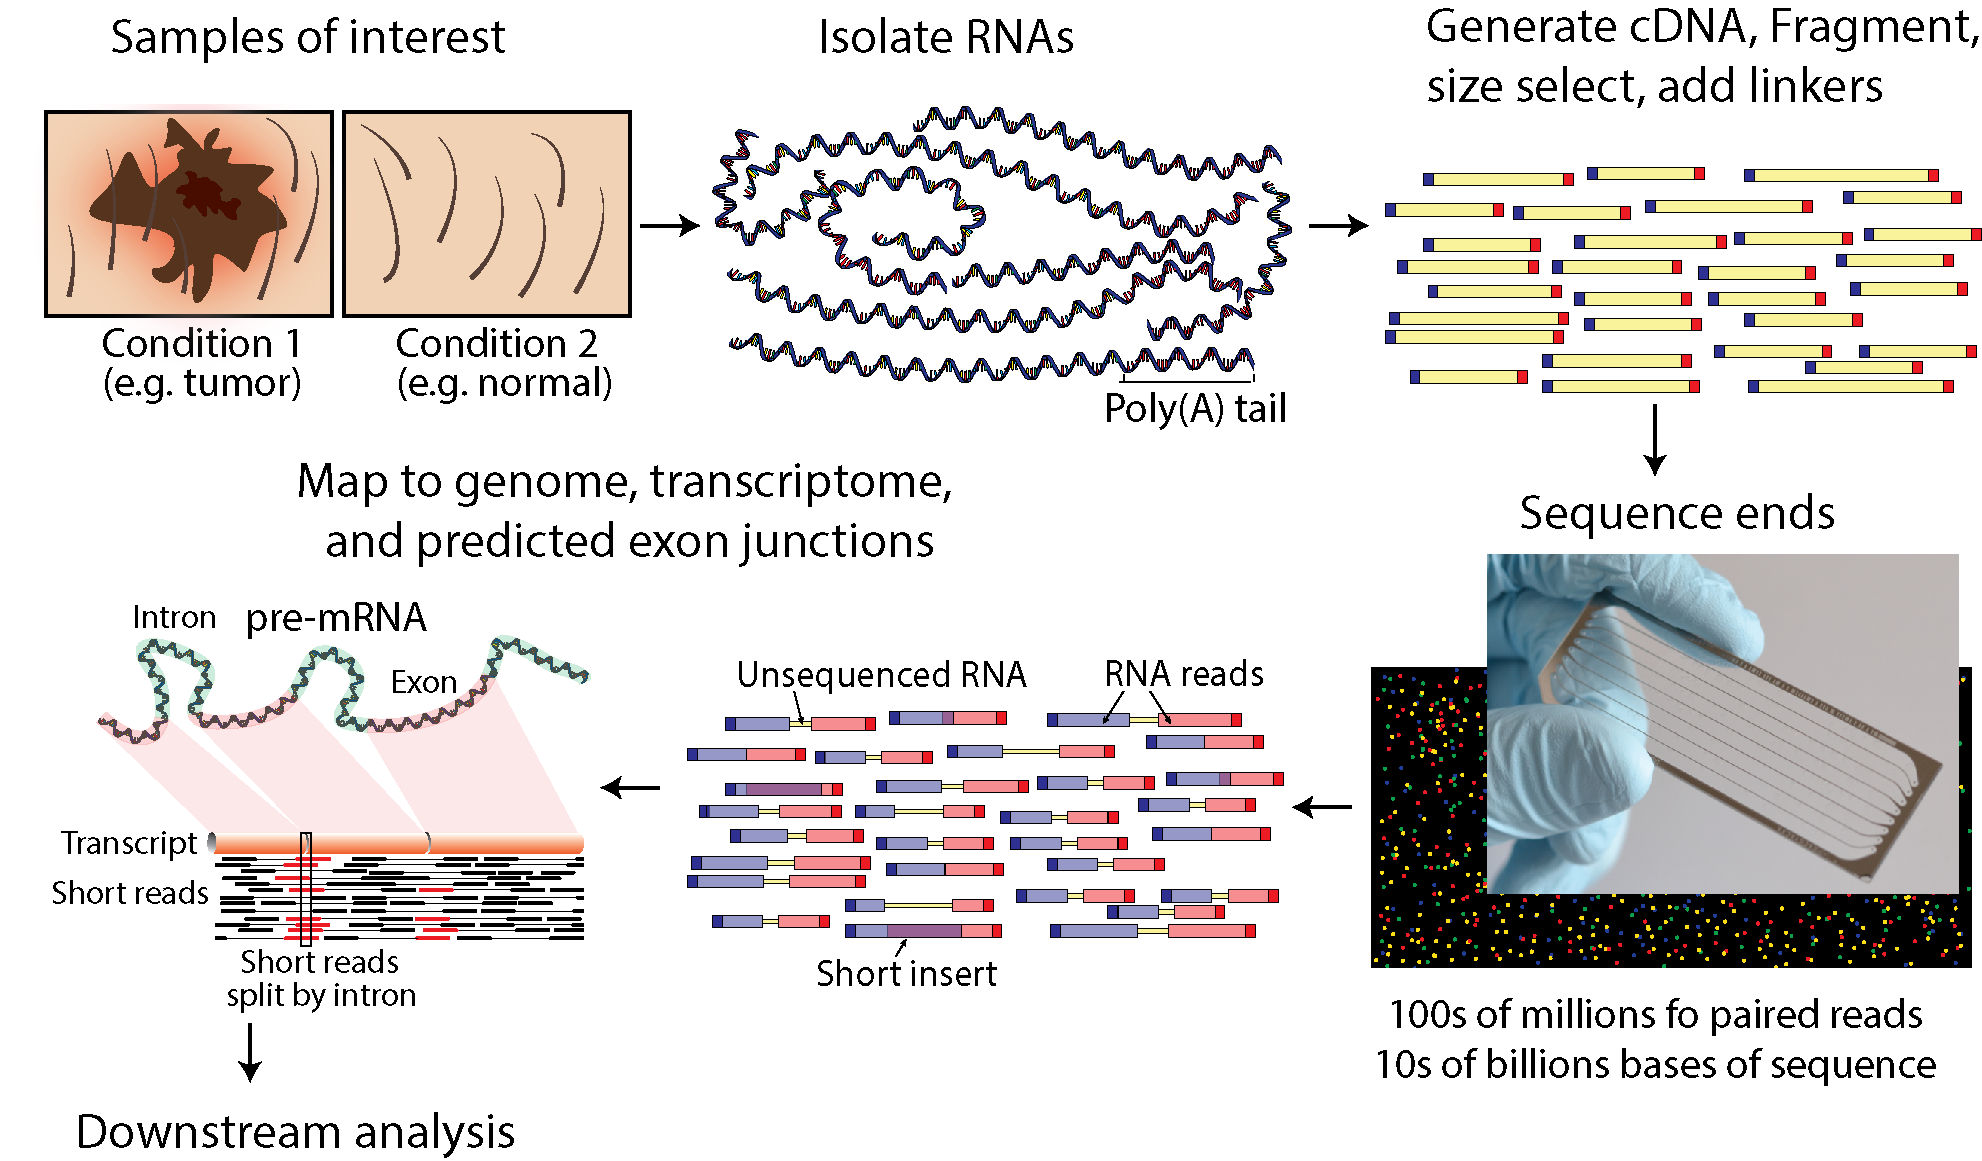 Samples of interest
Isolate RNAs
Generate cDNA, Fragment,
size select, add linkers
Condition 1
(e.g. tumor)
Condition 2
(e.g. normal)
Poly(A) tail
Sequence ends
100s of millions fo paired reads
10s of billions bases of sequence
Unsequenced RNA
RNA reads
Short insert
Map to genome, transcriptome,
and predicted exon junctions
Intron
pre-mRNA
Exon
Transcript
Short reads
Short reads
split by intron
Downstream analysis